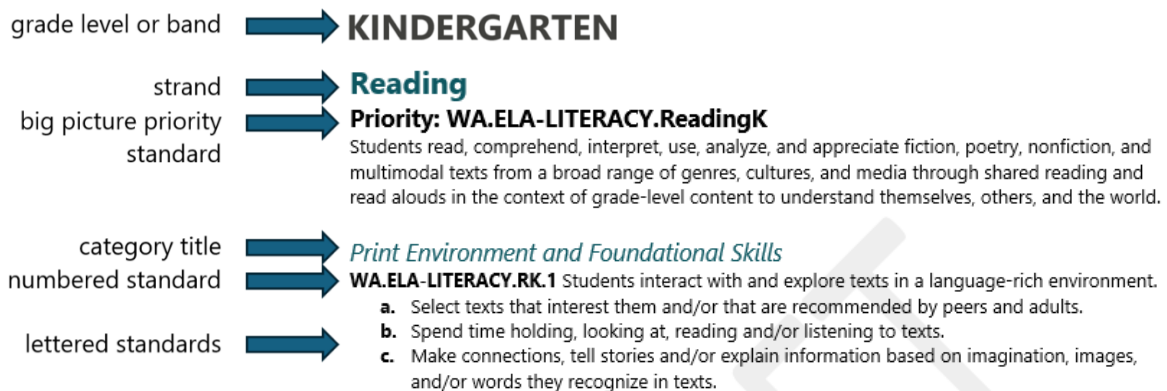 grade level or band KINDERGARTEN
strand Reading
big picture priority standard Priority: WA.ELA-LITERACY.ReadingK
Students read, comprehend, interpret, use, analyze, and appreciate fiction, poetry, nonfiction, and
multimodal texts from a broad range of genres, cultures, and media through shared reading and
read alouds in the context of grade-level content to understand themselves, others, and the world.
category title Print Environment and Foundational Skills
numbered standard WA.ELA-LITERACY.RK.1 Students interact with and explore texts in a language-rich environment.
a. Select texts that interest them and/or that are recommended by peers and adults.
b. Spend time holding, looking at, reading and/or listening to texts.
lettered standards c. Make connections, tell stories and/or explain information based on imagination, images,
and/or words they recognize in texts.